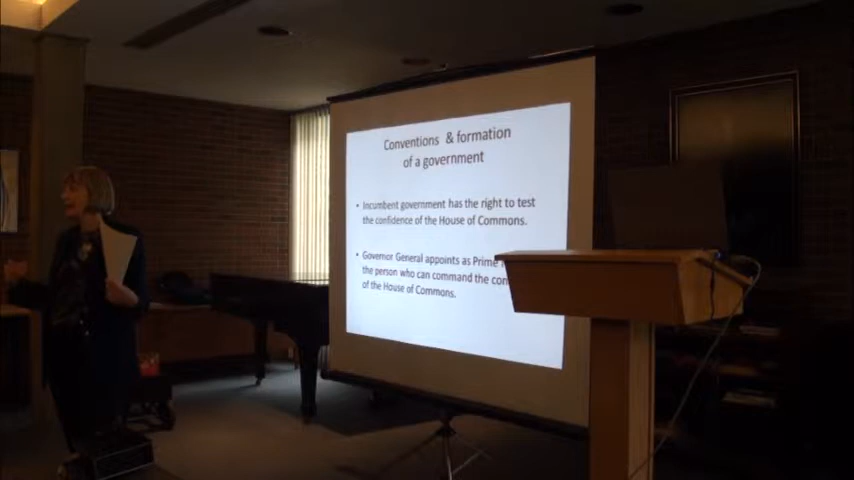 Conventions & formation
of a government
• Incumbent government has the right to test
the confidence of the House of Commons.
• Governor General appoints as Prime
the person who can command the
of the House of Commons.